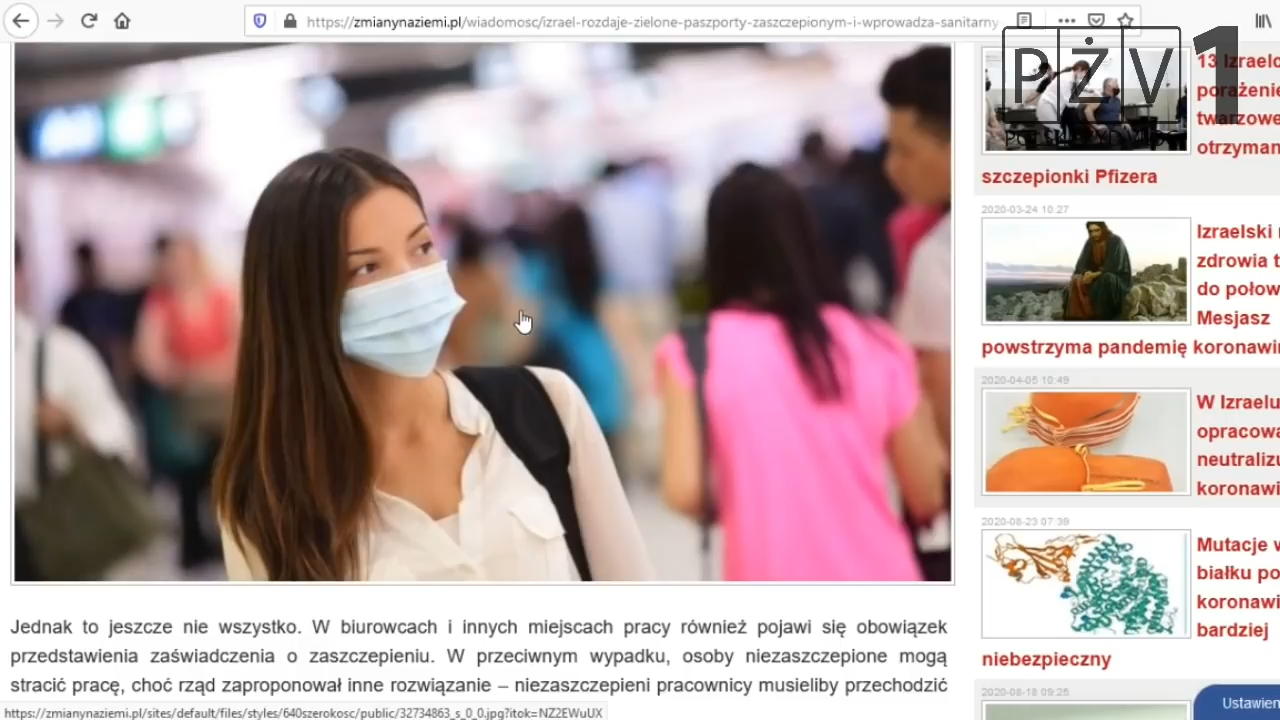 https://zmianynaziemi.pl/wiadomosc/izrael-rozdaje-zielone-paszporty-zaszczepionym-i-wprowadza-sanitarny
PŻV1
13 Izraelc
porażenie
twarzowe
otrzyman
szczepionki Pfizera
2020-03-24 10:27
Izraelski
zdrowia t
do połow
Mesjasz
powstrzyma pandemię koronawir
2020-04-05 10:49
W Izraelu
opracowa
neutralizu
koronawi
2020-08-23 07:39
Mutacje w
białku po
koronawi
bardziej
niebezpieczny
2020-08-18 09:25
Jednak to jeszcze nie wszystko. W biurowcach i innych miejscach pracy również pojawi się obowiązek
przedstawienia zaświadczenia o zaszczepieniu. W przeciwnym wypadku, osoby niezaszczepione mogą
stracić pracę, choć rząd zaproponował inne rozwiązanie – niezaszczepieni pracownicy musieliby przechodzić
https://zmianynaziemi.pl/sites/default/files/styles/640szerokosc/public/32734863_s_0_0.jpg?itok=NZ2EWuUX
Ustawien